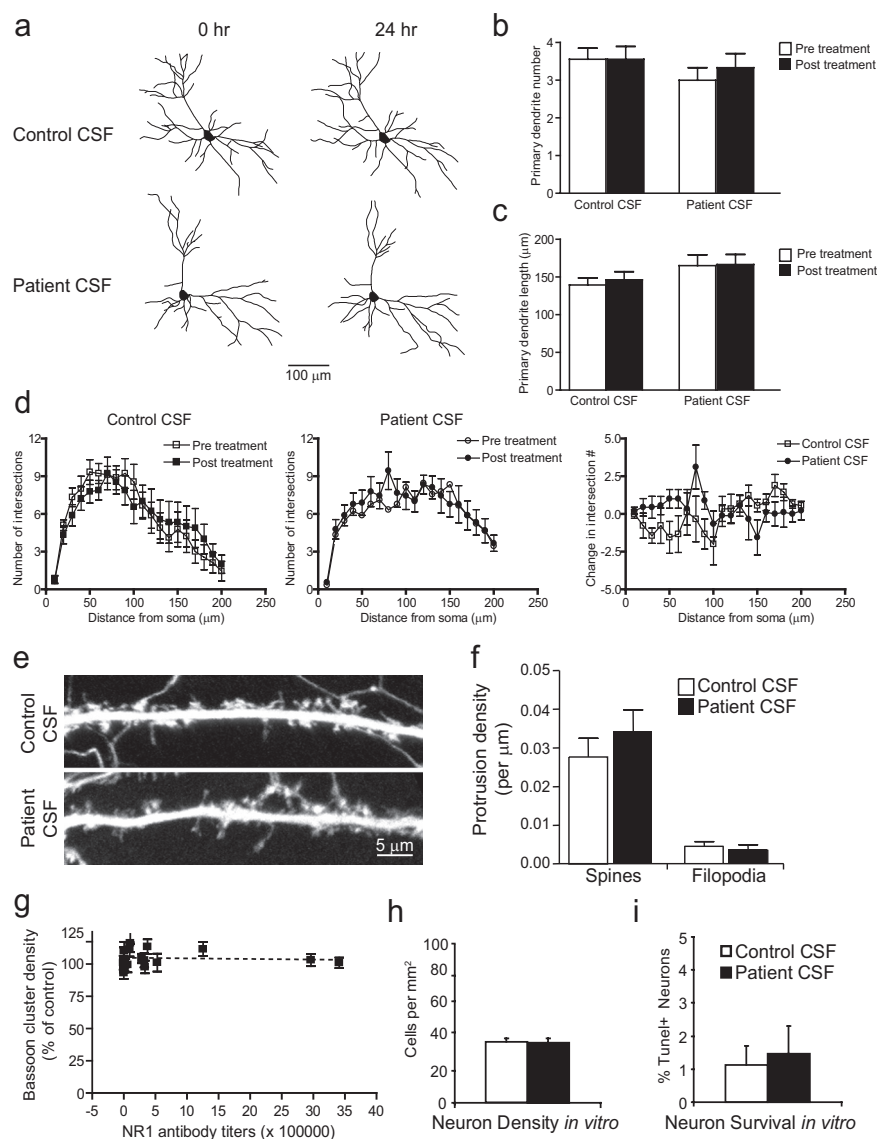 a
0 hr
24 hr
Control CSF
Patient CSF
100 μm
b
Primary dendrite number
4
3
2
1
0
Control CSF
Patient CSF
Pre treatment
Post treatment
c
Primary dendrite length (μm)
200
150
100
50
0
Control CSF
Patient CSF
Pre treatment
Post treatment
d
Control CSF
Number of intersections
12
9
6
3
0
0
50
100
150
200
250
Distance from soma (μm)
Pre treatment
Post treatment
Patient CSF
Number of intersections
12
9
6
3
0
0
50
100
150
200
250
Distance from soma (μm)
Pre treatment
Post treatment
Change in intersection #
5.0
2.5
0.0
-2.5
-5.0
0
50
100
150
200
250
Distance from soma (μm)
Control CSF
Patient CSF
e
Control
CSF
Patient
CSF
5 μm
f
Protrusion density
(per μm)
0.05
0.04
0.03
0.02
0.01
0.00
Spines
Filopodia
Control CSF
Patient CSF
g
Bassoon cluster density
(% of control)
125
100
75
50
25
0
-5
0
5
10
15
20
25
30
35
40
NR1 antibody titers (x 100000)
h
Cells per mm2
100
80
60
40
20
0
Neuron Density in vitro
i
% Tunel+ Neurons
5
4
3
2
1
0
Control CSF
Patient CSF
Neuron Survival in vitro